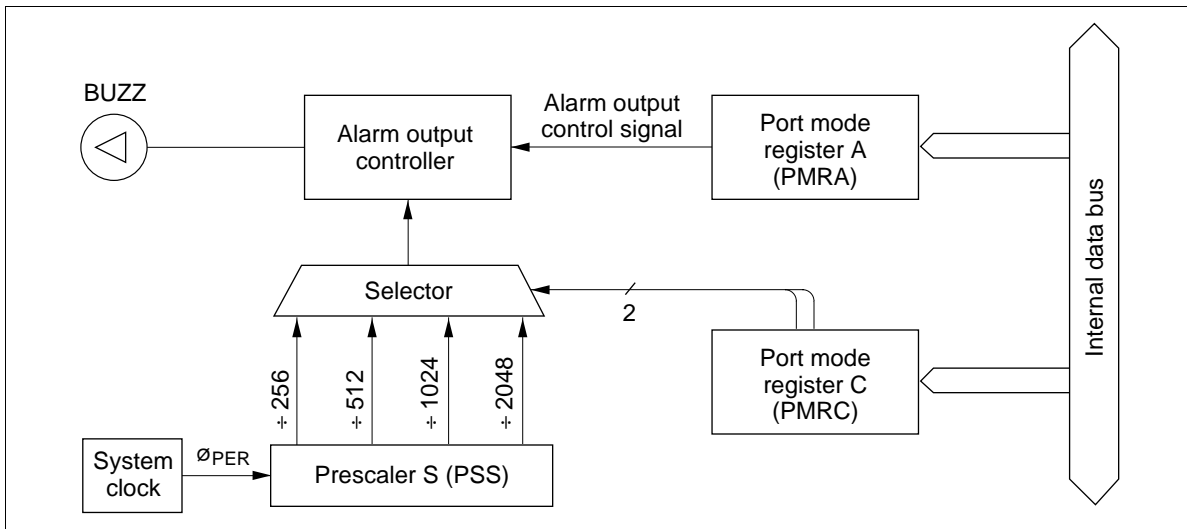 BUZZ
Alarm output
controller
Alarm output
control signal
Port mode
register A
(PMRA)
Internal data bus
Selector
2
Port mode
register C
(PMRC)
÷ 256
÷ 512
÷ 1024
÷ 2048
System
clock
øPER
Prescaler S (PSS)